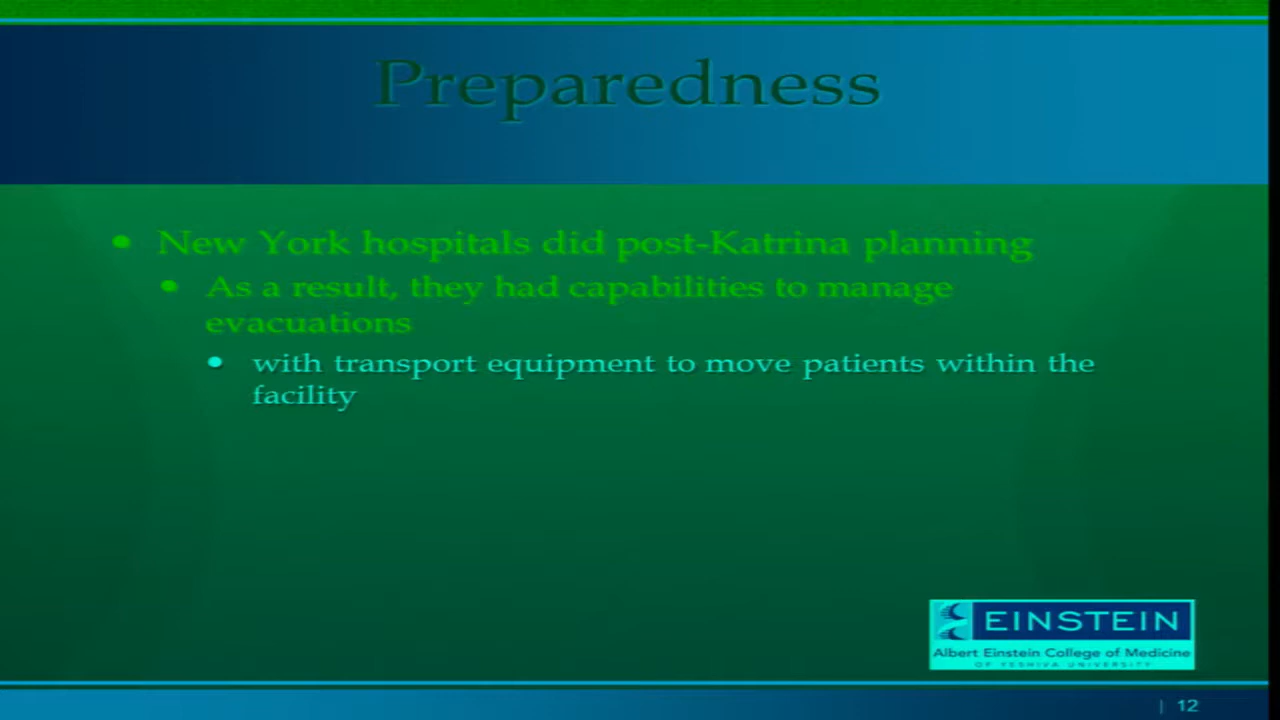 Preparedness
• New York hospitals did post-Katrina planning
• As a result, they had capabilities to manage
evacuations
• with transport equipment to move patients within the
facility
EINSTEIN
Albert Einstein College of Medicine
OF YESHIVA UNIVERSITY
| 12